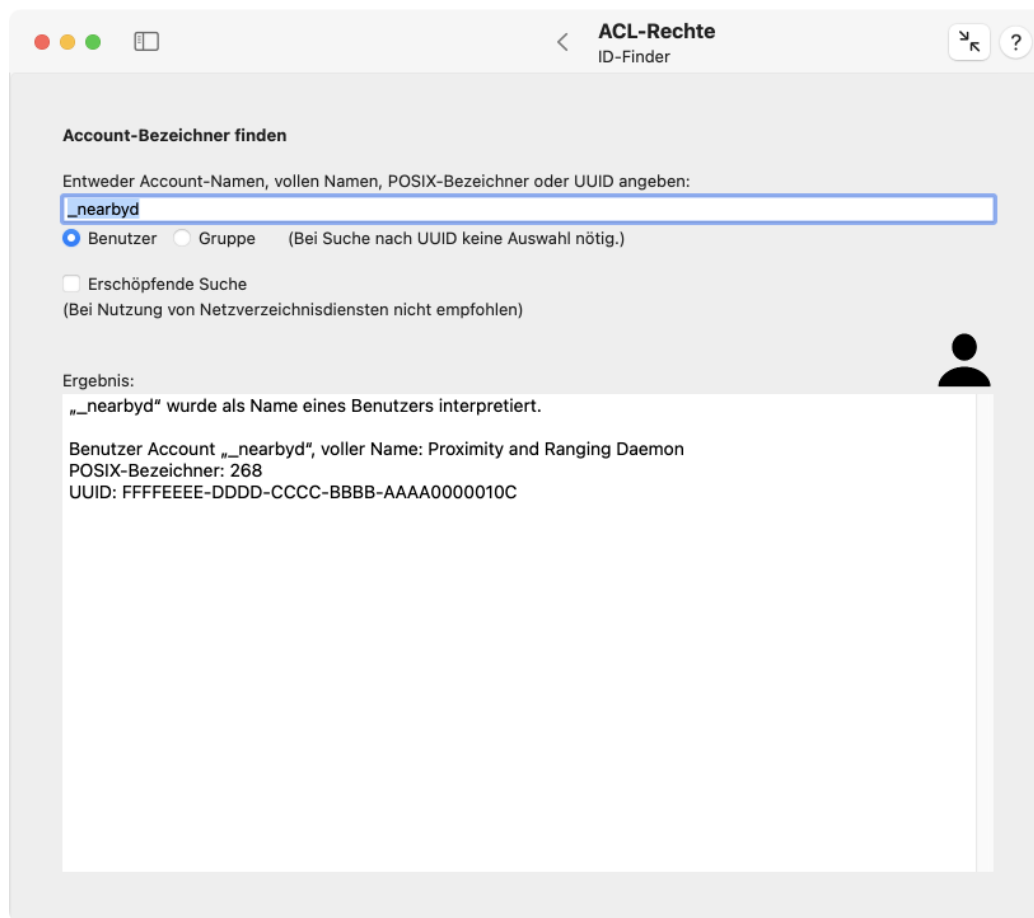 ACL-Rechte
ID-Finder
?
Account-Bezeichner finden
Entweder Account-Namen, vollen Namen, POSIX-Bezeichner oder UUID angeben:
_nearbyd
Benutzer Gruppe (Bei Suche nach UUID keine Auswahl nötig.)
Erschöpfende Suche
(Bei Nutzung von Netzverzeichnisdiensten nicht empfohlen)
Ergebnis:
„_nearbyd“ wurde als Name eines Benutzers interpretiert.
Benutzer Account „_nearbyd“, voller Name: Proximity and Ranging Daemon
POSIX-Bezeichner: 268
UUID: FFFFEEEE-DDDD-CCCC-BBBB-AAAA0000010C